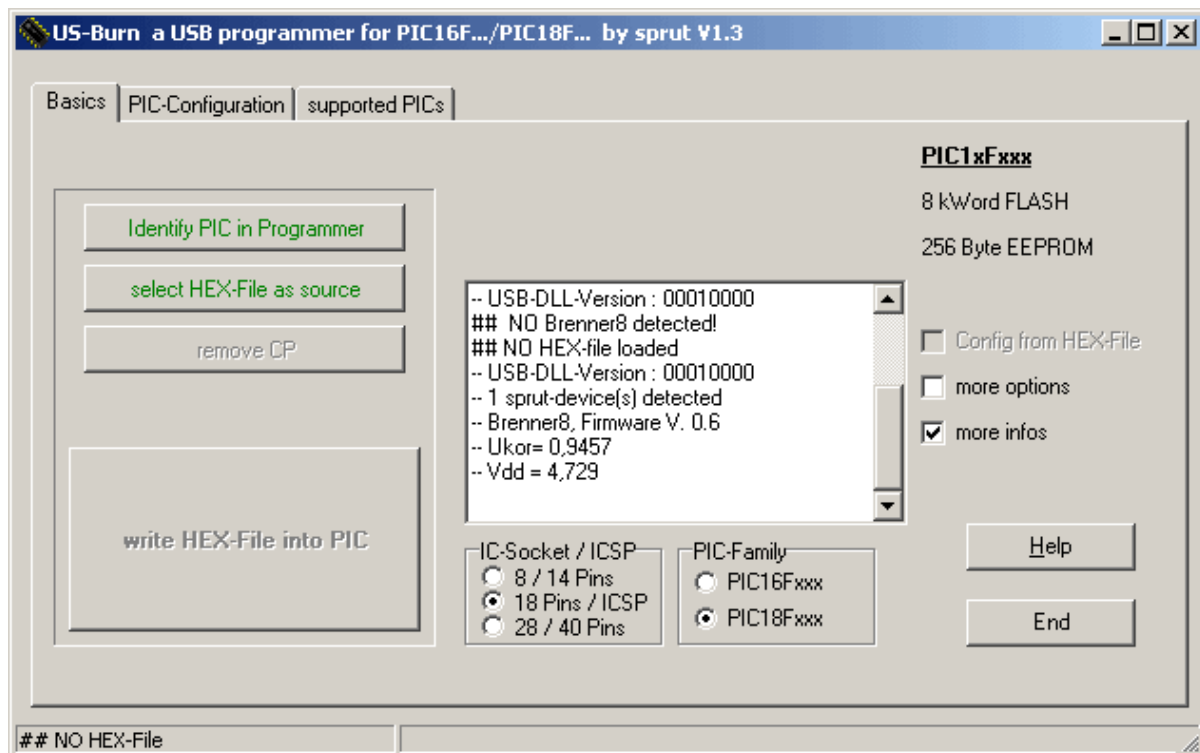 US-Burn a USB programmer for PIC16F.../PIC18F... by sprut V1.3
Basics
PIC-Configuration
supported PICs
Identify PIC in Programmer
select HEX-File as source
remove CP
write HEX-File into PIC
-- USB-DLL-Version : 00010000
## NO Brenner8 detected!
## NO HEX-file loaded
-- USB-DLL-Version : 00010000
-- 1 sprut-device(s) detected
-- Brenner8, Firmware V. 0.6
-- Ukor= 0,9457
-- Vdd = 4,729
IC-Socket / ICSP
8 / 14 Pins
18 Pins / ICSP
28 / 40 Pins
PIC-Family
PIC16Fxxx
PIC18Fxxx
PIC1xFxxx
8 kWord FLASH
256 Byte EEPROM
Config from HEX-File
more options
more infos
Help
End
## NO HEX-File